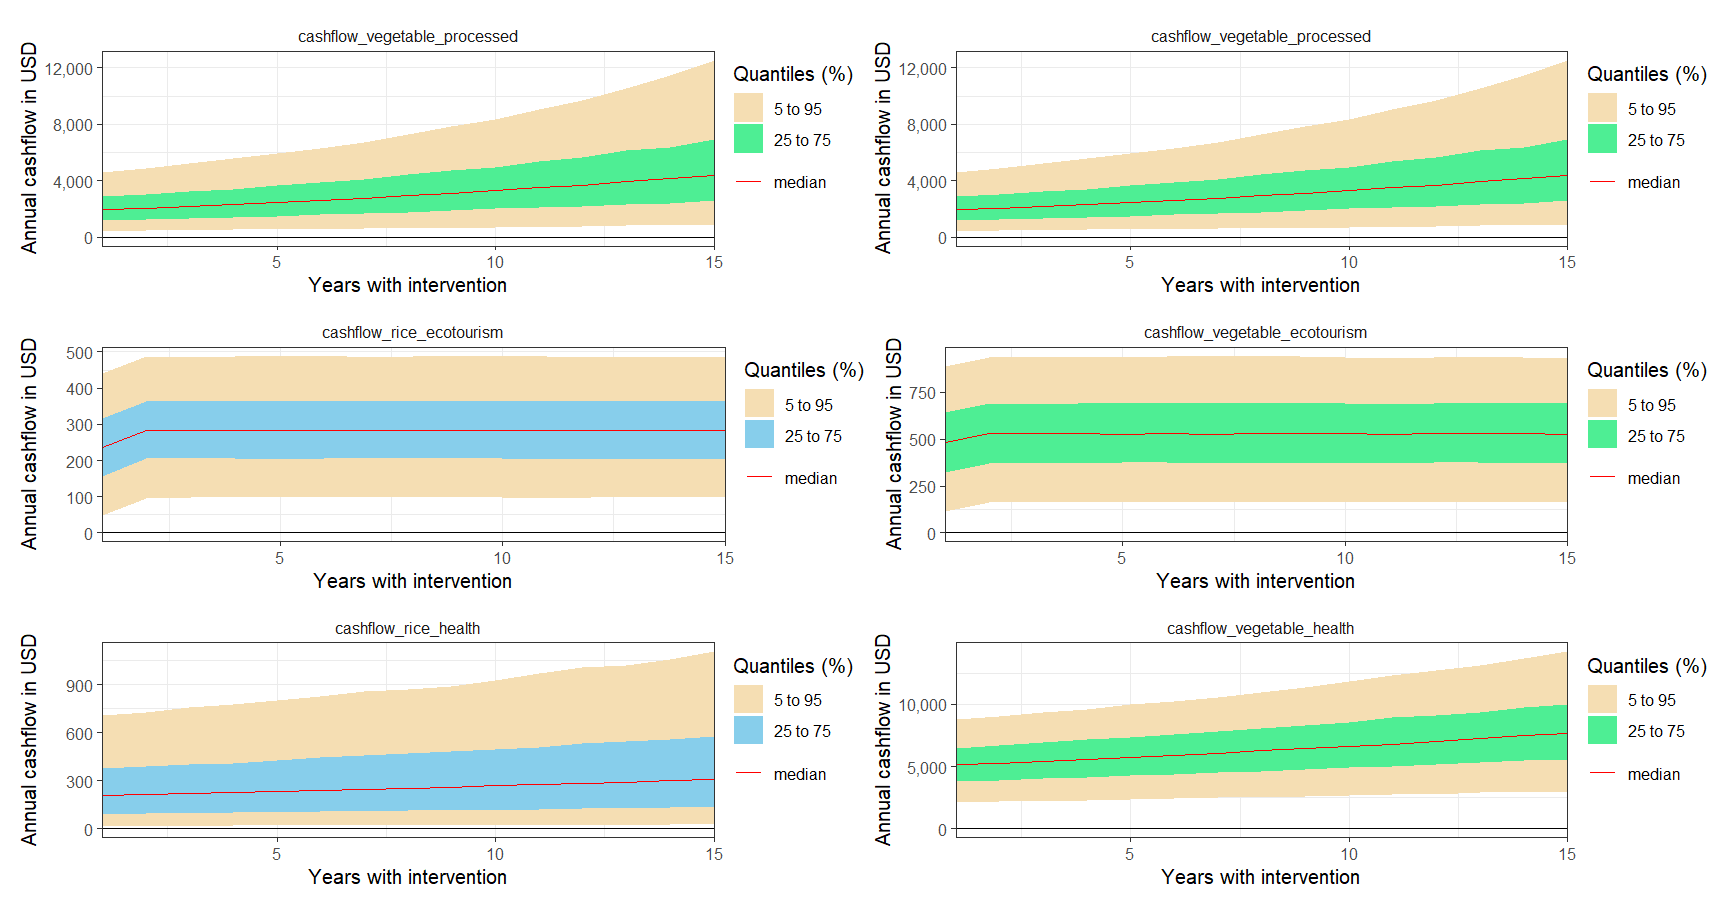 cashflow_vegetable_processed
Annual cashflow in USD
12,000
8,000
4,000
0
5
10
15
Years with intervention
Quantiles (%)
5 to 95
25 to 75
median
cashflow_vegetable_processed
Annual cashflow in USD
12,000
8,000
4,000
0
5
10
15
Years with intervention
Quantiles (%)
5 to 95
25 to 75
median
cashflow_rice_ecotourism
Annual cashflow in USD
500
400
300
200
100
0
5
10
15
Years with intervention
Quantiles (%)
5 to 95
25 to 75
median
cashflow_vegetable_ecotourism
Annual cashflow in USD
750
500
250
0
5
10
15
Years with intervention
Quantiles (%)
5 to 95
25 to 75
median
cashflow_rice_health
Annual cashflow in USD
900
600
300
0
5
10
15
Years with intervention
Quantiles (%)
5 to 95
25 to 75
median
cashflow_vegetable_health
Annual cashflow in USD
10,000
5,000
0
5
10
15
Years with intervention
Quantiles (%)
5 to 95
25 to 75
median